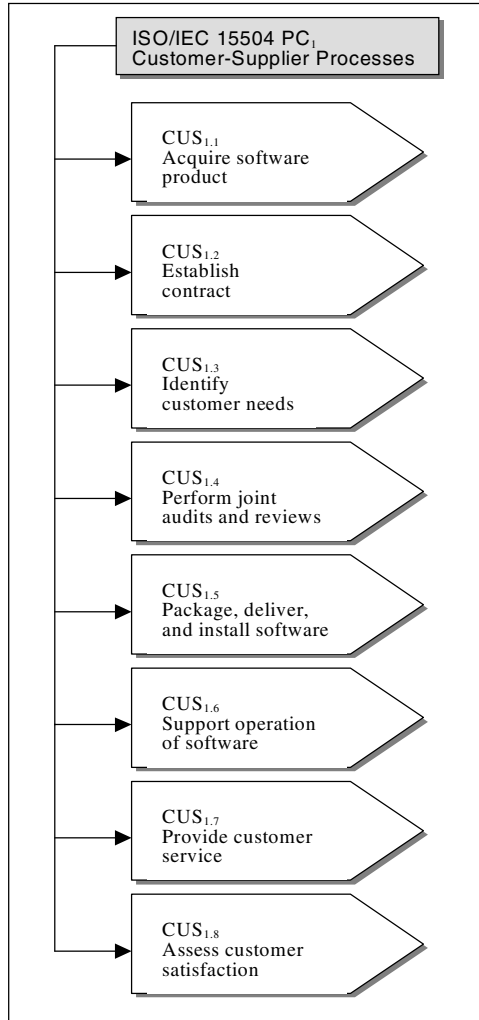 ISO/IEC 15504 PC₁
Customer-Supplier Processes
CUS₁.₁
Acquire software
product
CUS₁.₂
Establish
contract
CUS₁.₃
Identify
customer needs
CUS₁.₄
Perform joint
audits and reviews
CUS₁.₅
Package, deliver,
and install software
CUS₁.₆
Support operation
of software
CUS₁.₇
Provide customer
service
CUS₁.₈
Assess customer
satisfaction